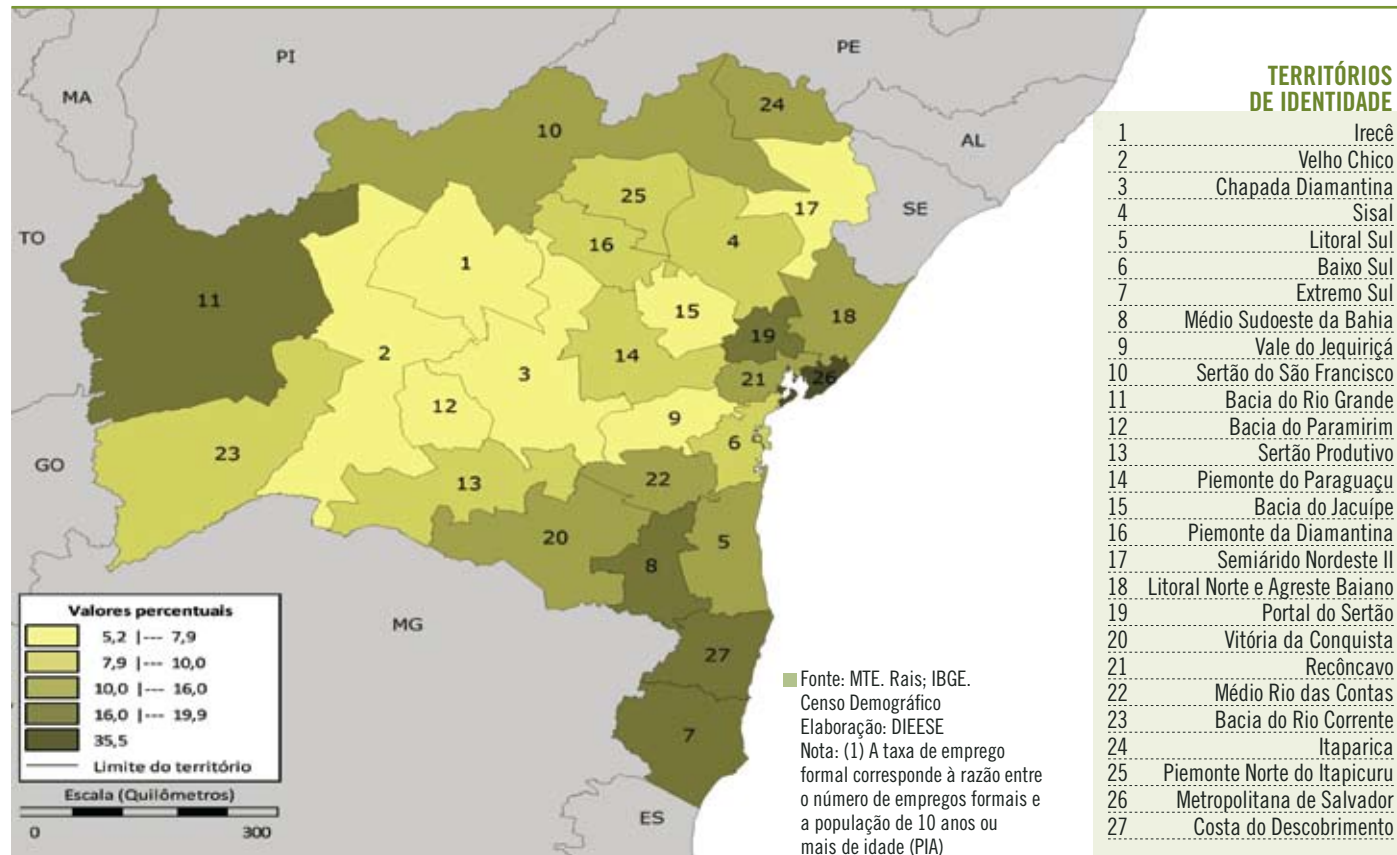 PI
PE
MA
AL
TO
SE
GO
MG
ES
10
24
25
17
16
4
1
11
15
18
19
2
14
3
21
26
12
9
6
23
13
22
20
5
8
27
7
Valores percentuais
5,2 |--- 7,9
7,9 |--- 10,0
10,0 |--- 16,0
16,0 |--- 19,9
35,5
Limite do território
Escala (Quilômetros)
0 300
Fonte: MTE. Rais; IBGE.
Censo Demográfico
Elaboração: DIEESE
Nota: (1) A taxa de emprego
formal corresponde à razão entre
o número de empregos formais e
a população de 10 anos ou
mais de idade (PIA)
TERRITÓRIOS
DE IDENTIDADE
1 Irecê
2 Velho Chico
3 Chapada Diamantina
4 Sisal
5 Litoral Sul
6 Baixo Sul
7 Extremo Sul
8 Médio Sudoeste da Bahia
9 Vale do Jequiriçá
10 Sertão do São Francisco
11 Bacia do Rio Grande
12 Bacia do Paramirim
13 Sertão Produtivo
14 Piemonte do Paraguaçu
15 Bacia do Jacuípe
16 Piemonte da Diamantina
17 Semiárido Nordeste II
18 Litoral Norte e Agreste Baiano
19 Portal do Sertão
20 Vitória da Conquista
21 Recôncavo
22 Médio Rio das Contas
23 Bacia do Rio Corrente
24 Itaparica
25 Piemonte Norte do Itapicuru
26 Metropolitana de Salvador
27 Costa do Descobrimento